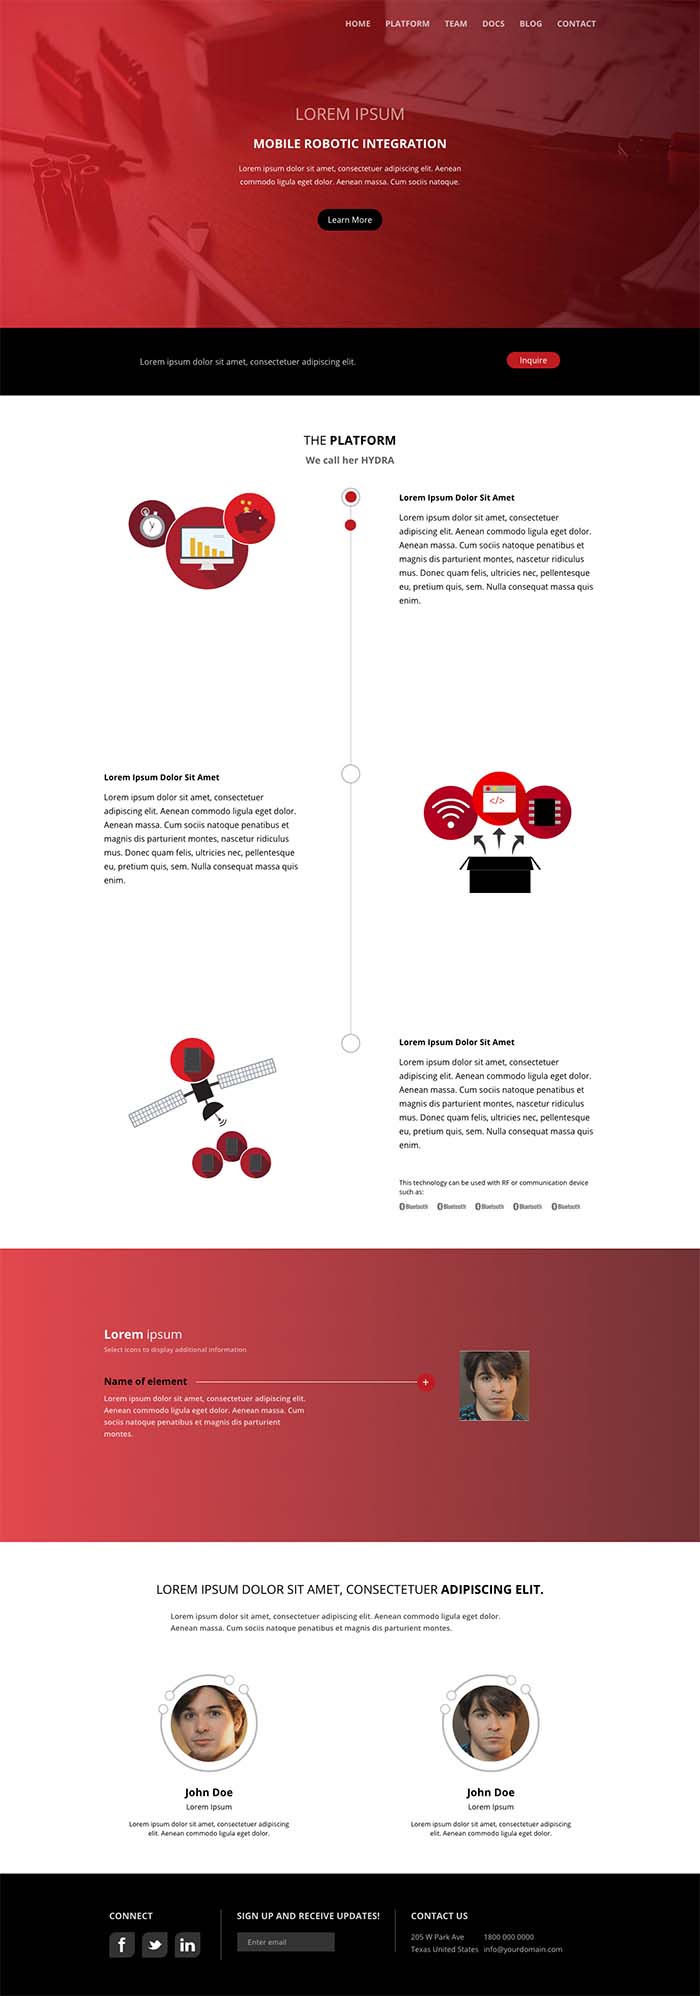 HOME PLATFORM TEAM DOCS BLOG CONTACT
LOREM IPSUM
MOBILE ROBOTIC INTEGRATION
Lorem ipsum dolor sit amet, consectetuer adipiscing elit. Aenean
commodo ligula eget dolor. Aenean massa. Cum sociis natoque.
Learn More
Lorem ipsum dolor sit amet, consectetuer adipiscing elit.
Inquire
THE PLATFORM
We call her HYDRA
Lorem Ipsum Dolor Sit Amet
Lorem ipsum dolor sit amet, consectetuer
adipiscing elit. Aenean commodo ligula eget dolor.
Aenean massa. Cum sociis natoque penatibus et
magnis dis parturient montes, nascetur ridiculus
mus. Donec quam felis, ultricies nec, pellentesque
eu, pretium quis, sem. Nulla consequat massa quis
enim.
Lorem Ipsum Dolor Sit Amet
Lorem ipsum dolor sit amet, consectetuer
adipiscing elit. Aenean commodo ligula eget dolor.
Aenean massa. Cum sociis natoque penatibus et
magnis dis parturient montes, nascetur ridiculus
mus. Donec quam felis, ultricies nec, pellentesque
eu, pretium quis, sem. Nulla consequat massa quis
enim.
</>
Lorem Ipsum Dolor Sit Amet
Lorem ipsum dolor sit amet, consectetuer
adipiscing elit. Aenean commodo ligula eget dolor.
Aenean massa. Cum sociis natoque penatibus et
magnis dis parturient montes, nascetur ridiculus
mus. Donec quam felis, ultricies nec, pellentesque
eu, pretium quis, sem. Nulla consequat massa quis
enim.
This technology can be used with RF or communication device
such as:
Bluetooth Bluetooth Bluetooth Bluetooth Bluetooth
Lorem ipsum
Select icons to display additional information
Name of element
+
Lorem ipsum dolor sit amet, consectetuer adipiscing elit.
Aenean commodo ligula eget dolor. Aenean massa. Cum
sociis natoque penatibus et magnis dis parturient
montes.
LOREM IPSUM DOLOR SIT AMET, CONSECTETUER ADIPISCING ELIT.
Lorem ipsum dolor sit amet, consectetuer adipiscing elit. Aenean commodo ligula eget dolor.
Aenean massa. Cum sociis natoque penatibus et magnis dis parturient montes.
John Doe
Lorem Ipsum
Lorem ipsum dolor sit amet, consectetuer adipiscing
elit. Aenean commodo ligula eget dolor.
John Doe
Lorem Ipsum
Lorem ipsum dolor sit amet, consectetuer adipiscing
elit. Aenean commodo ligula eget dolor.
CONNECT
f in
SIGN UP AND RECEIVE UPDATES!
Enter email
CONTACT US
205 W Park Ave 1800 000 0000
Texas United States info@yourdomain.com